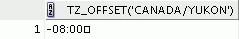 TZ_OFFSET('CANADA/YUKON')
1 -08:00□